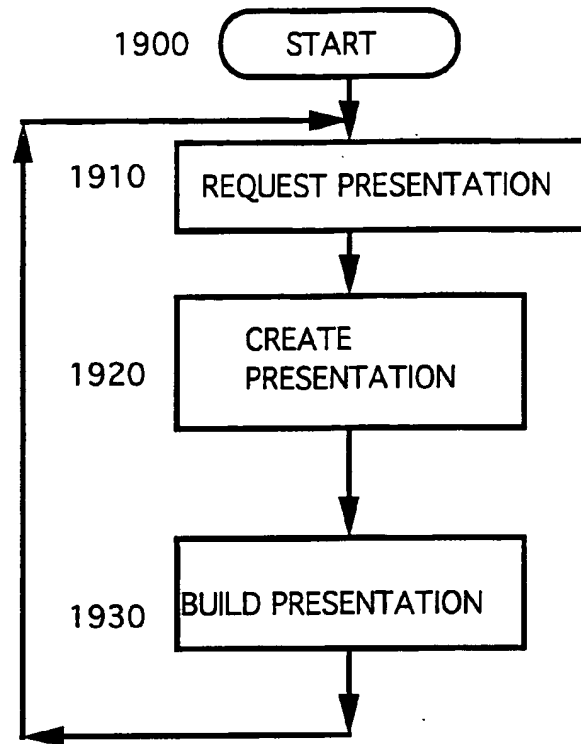 1900 START
1910 REQUEST PRESENTATION
CREATE
1920 PRESENTATION
1930 BUILD PRESENTATION